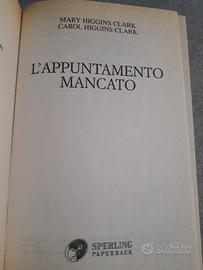 MARY HIGGINS CLARK
CAROL HIGGINS CLARK
L'APPUNTAMENTO
MANCATO
SPERLING
PAPERBACK
subito